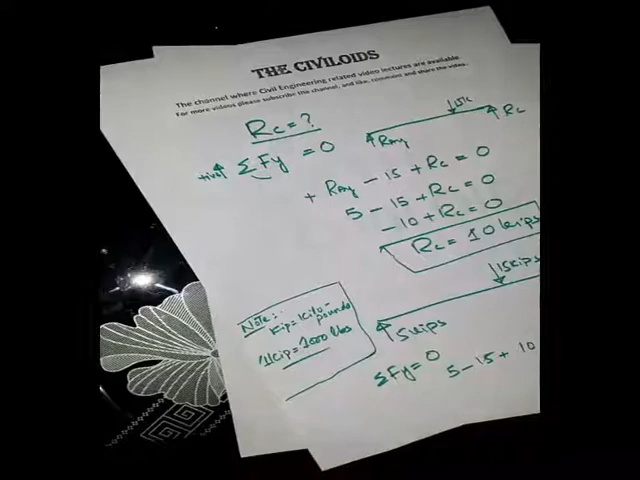 THE CIVILOIDS
The channel where Civil Engineering related video lectures are available
For more videos please subscribe the channel, and like, comment and share the video.
Rc = ?
15k
Rc
RAy
+ive ↑ ΣFy = 0
+ RAy - 15 + Rc = 0
5 - 15 + Rc = 0
- 10 + Rc = 0
Rc = 10 kips
15kips
5kips
Note:-
Kip = Kilo-
pounds
1Kip = 1000 lbs
ΣFy = 0
5 - 15 + 10